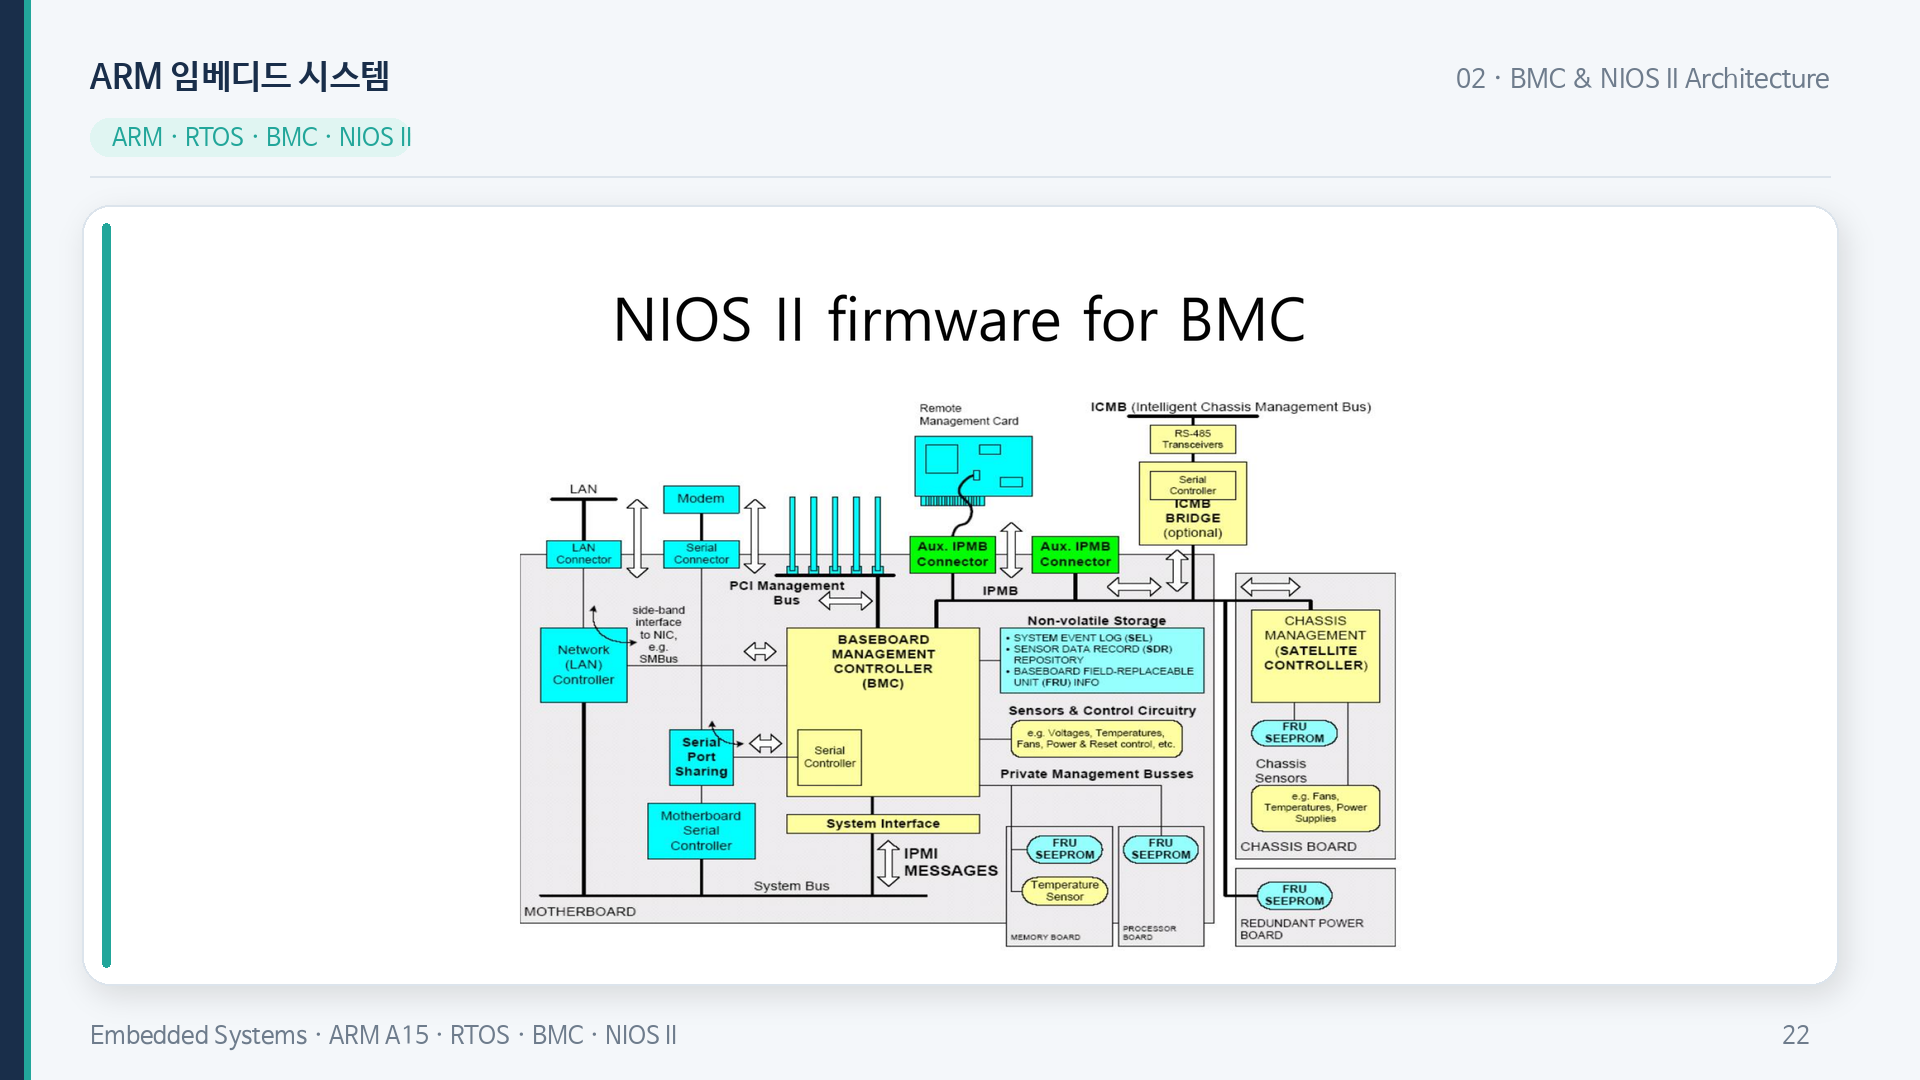 ARM 임베디드 시스템
02 · BMC & NIOS II Architecture
ARM · RTOS · BMC · NIOS II
NIOS II firmware for BMC
Remote
Management Card
ICMB (Intelligent Chassis Management Bus)
RS-485
Transceivers
Serial
Controller
ICMB
BRIDGE
(optional)
LAN
Modem
LAN
Connector
Serial
Connector
Aux. IPMB
Connector
Aux. IPMB
Connector
PCI Management
Bus
IPMB
side-band
interface
to NIC,
e.g.
SMBus
Network
(LAN)
Controller
BASEBOARD
MANAGEMENT
CONTROLLER
(BMC)
Non-volatile Storage
• SYSTEM EVENT LOG (SEL)
• SENSOR DATA RECORD (SDR)
REPOSITORY
• BASEBOARD FIELD-REPLACEABLE
UNIT (FRU) INFO
CHASSIS
MANAGEMENT
(SATELLITE
CONTROLLER)
Sensors & Control Circuitry
e.g. Voltages, Temperatures,
Fans, Power & Reset control, etc.
FRU
SEEPROM
Serial
Port
Sharing
Serial
Controller
Private Management Busses
Chassis
Sensors
e.g. Fans,
Temperatures, Power
Supplies
Motherboard
Serial
Controller
System Interface
IPMI
MESSAGES
FRU
SEEPROM
FRU
SEEPROM
CHASSIS BOARD
Temperature
Sensor
System Bus
FRU
SEEPROM
MOTHERBOARD
MEMORY BOARD
PROCESSOR
BOARD
REDUNDANT POWER
BOARD
Embedded Systems · ARM A15 · RTOS · BMC · NIOS II
22